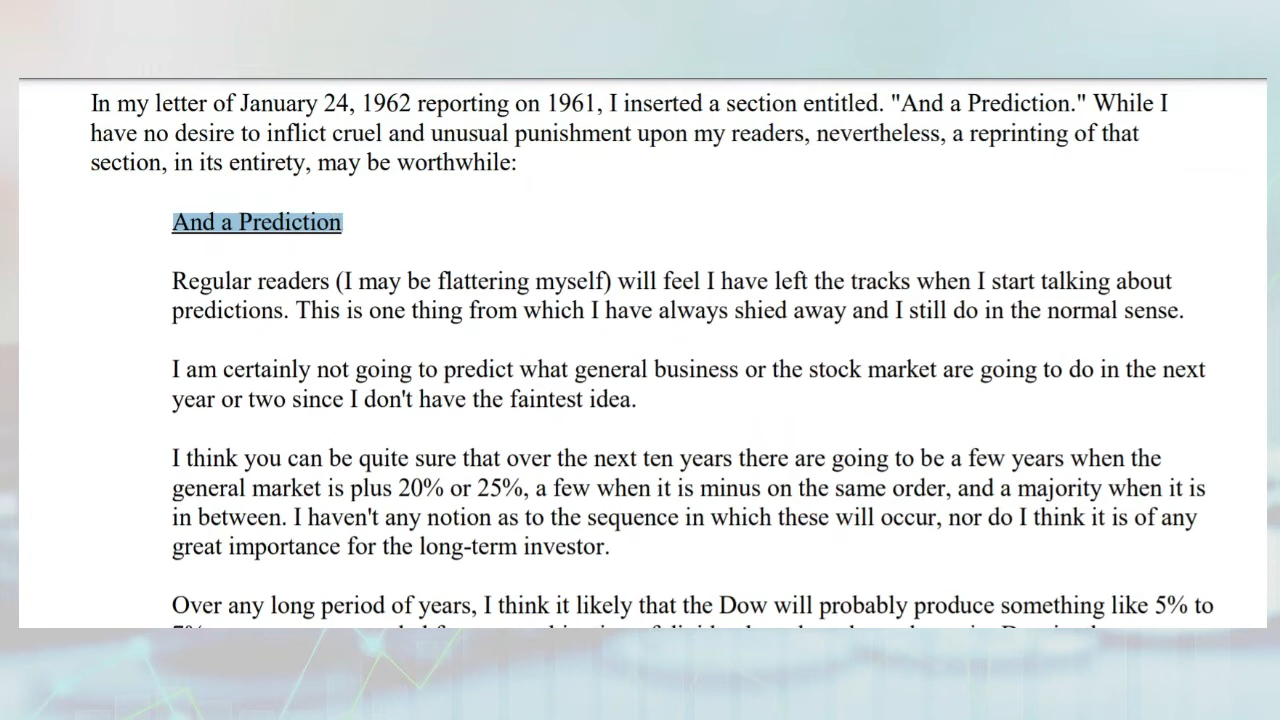 In my letter of January 24, 1962 reporting on 1961, I inserted a section entitled. "And a Prediction." While I
have no desire to inflict cruel and unusual punishment upon my readers, nevertheless, a reprinting of that
section, in its entirety, may be worthwhile:
And a Prediction
Regular readers (I may be flattering myself) will feel I have left the tracks when I start talking about
predictions. This is one thing from which I have always shied away and I still do in the normal sense.
I am certainly not going to predict what general business or the stock market are going to do in the next
year or two since I don't have the faintest idea.
I think you can be quite sure that over the next ten years there are going to be a few years when the
general market is plus 20% or 25%, a few when it is minus on the same order, and a majority when it is
in between. I haven't any notion as to the sequence in which these will occur, nor do I think it is of any
great importance for the long-term investor.
Over any long period of years, I think it likely that the Dow will probably produce something like 5% to